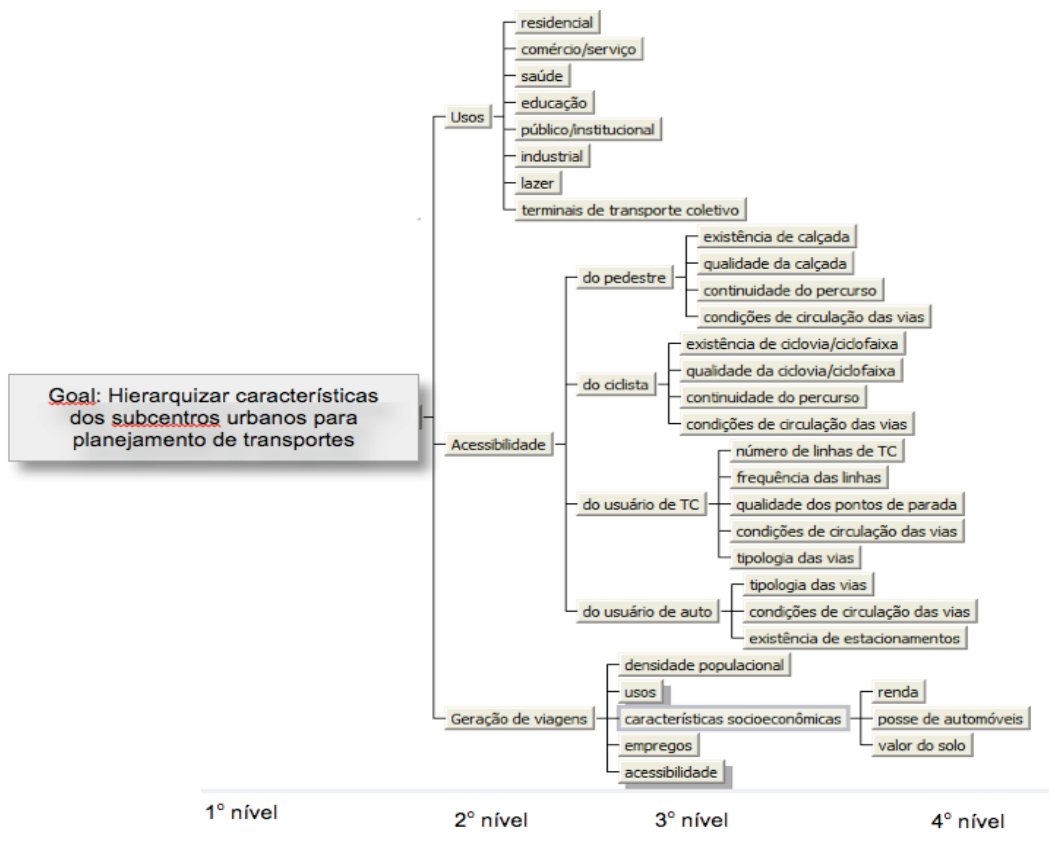 residencial
comércio/serviço
saúde
educação
Usos
público/institucional
industrial
lazer
terminais de transporte coletivo
existência de calçada
qualidade da calçada
do pedestre
continuidade do percurso
condições de circulação das vias
existência de ciclovia/ciclofaixa
qualidade da ciclovia/ciclofaixa
do ciclista
continuidade do percurso
condições de circulação das vias
Goal: Hierarquizar características
dos subcentros urbanos para
planejamento de transportes
Acessibilidade
número de linhas de TC
frequência das linhas
do usuário de TC
qualidade dos pontos de parada
condições de circulação das vias
tipologia das vias
tipologia das vias
do usuário de auto
condições de circulação das vias
existência de estacionamentos
densidade populacional
usos
Geração de viagens
características socioeconômicas
renda
posse de automóveis
valor do solo
empregos
acessibilidade
1° nível
2° nível
3° nível
4° nível